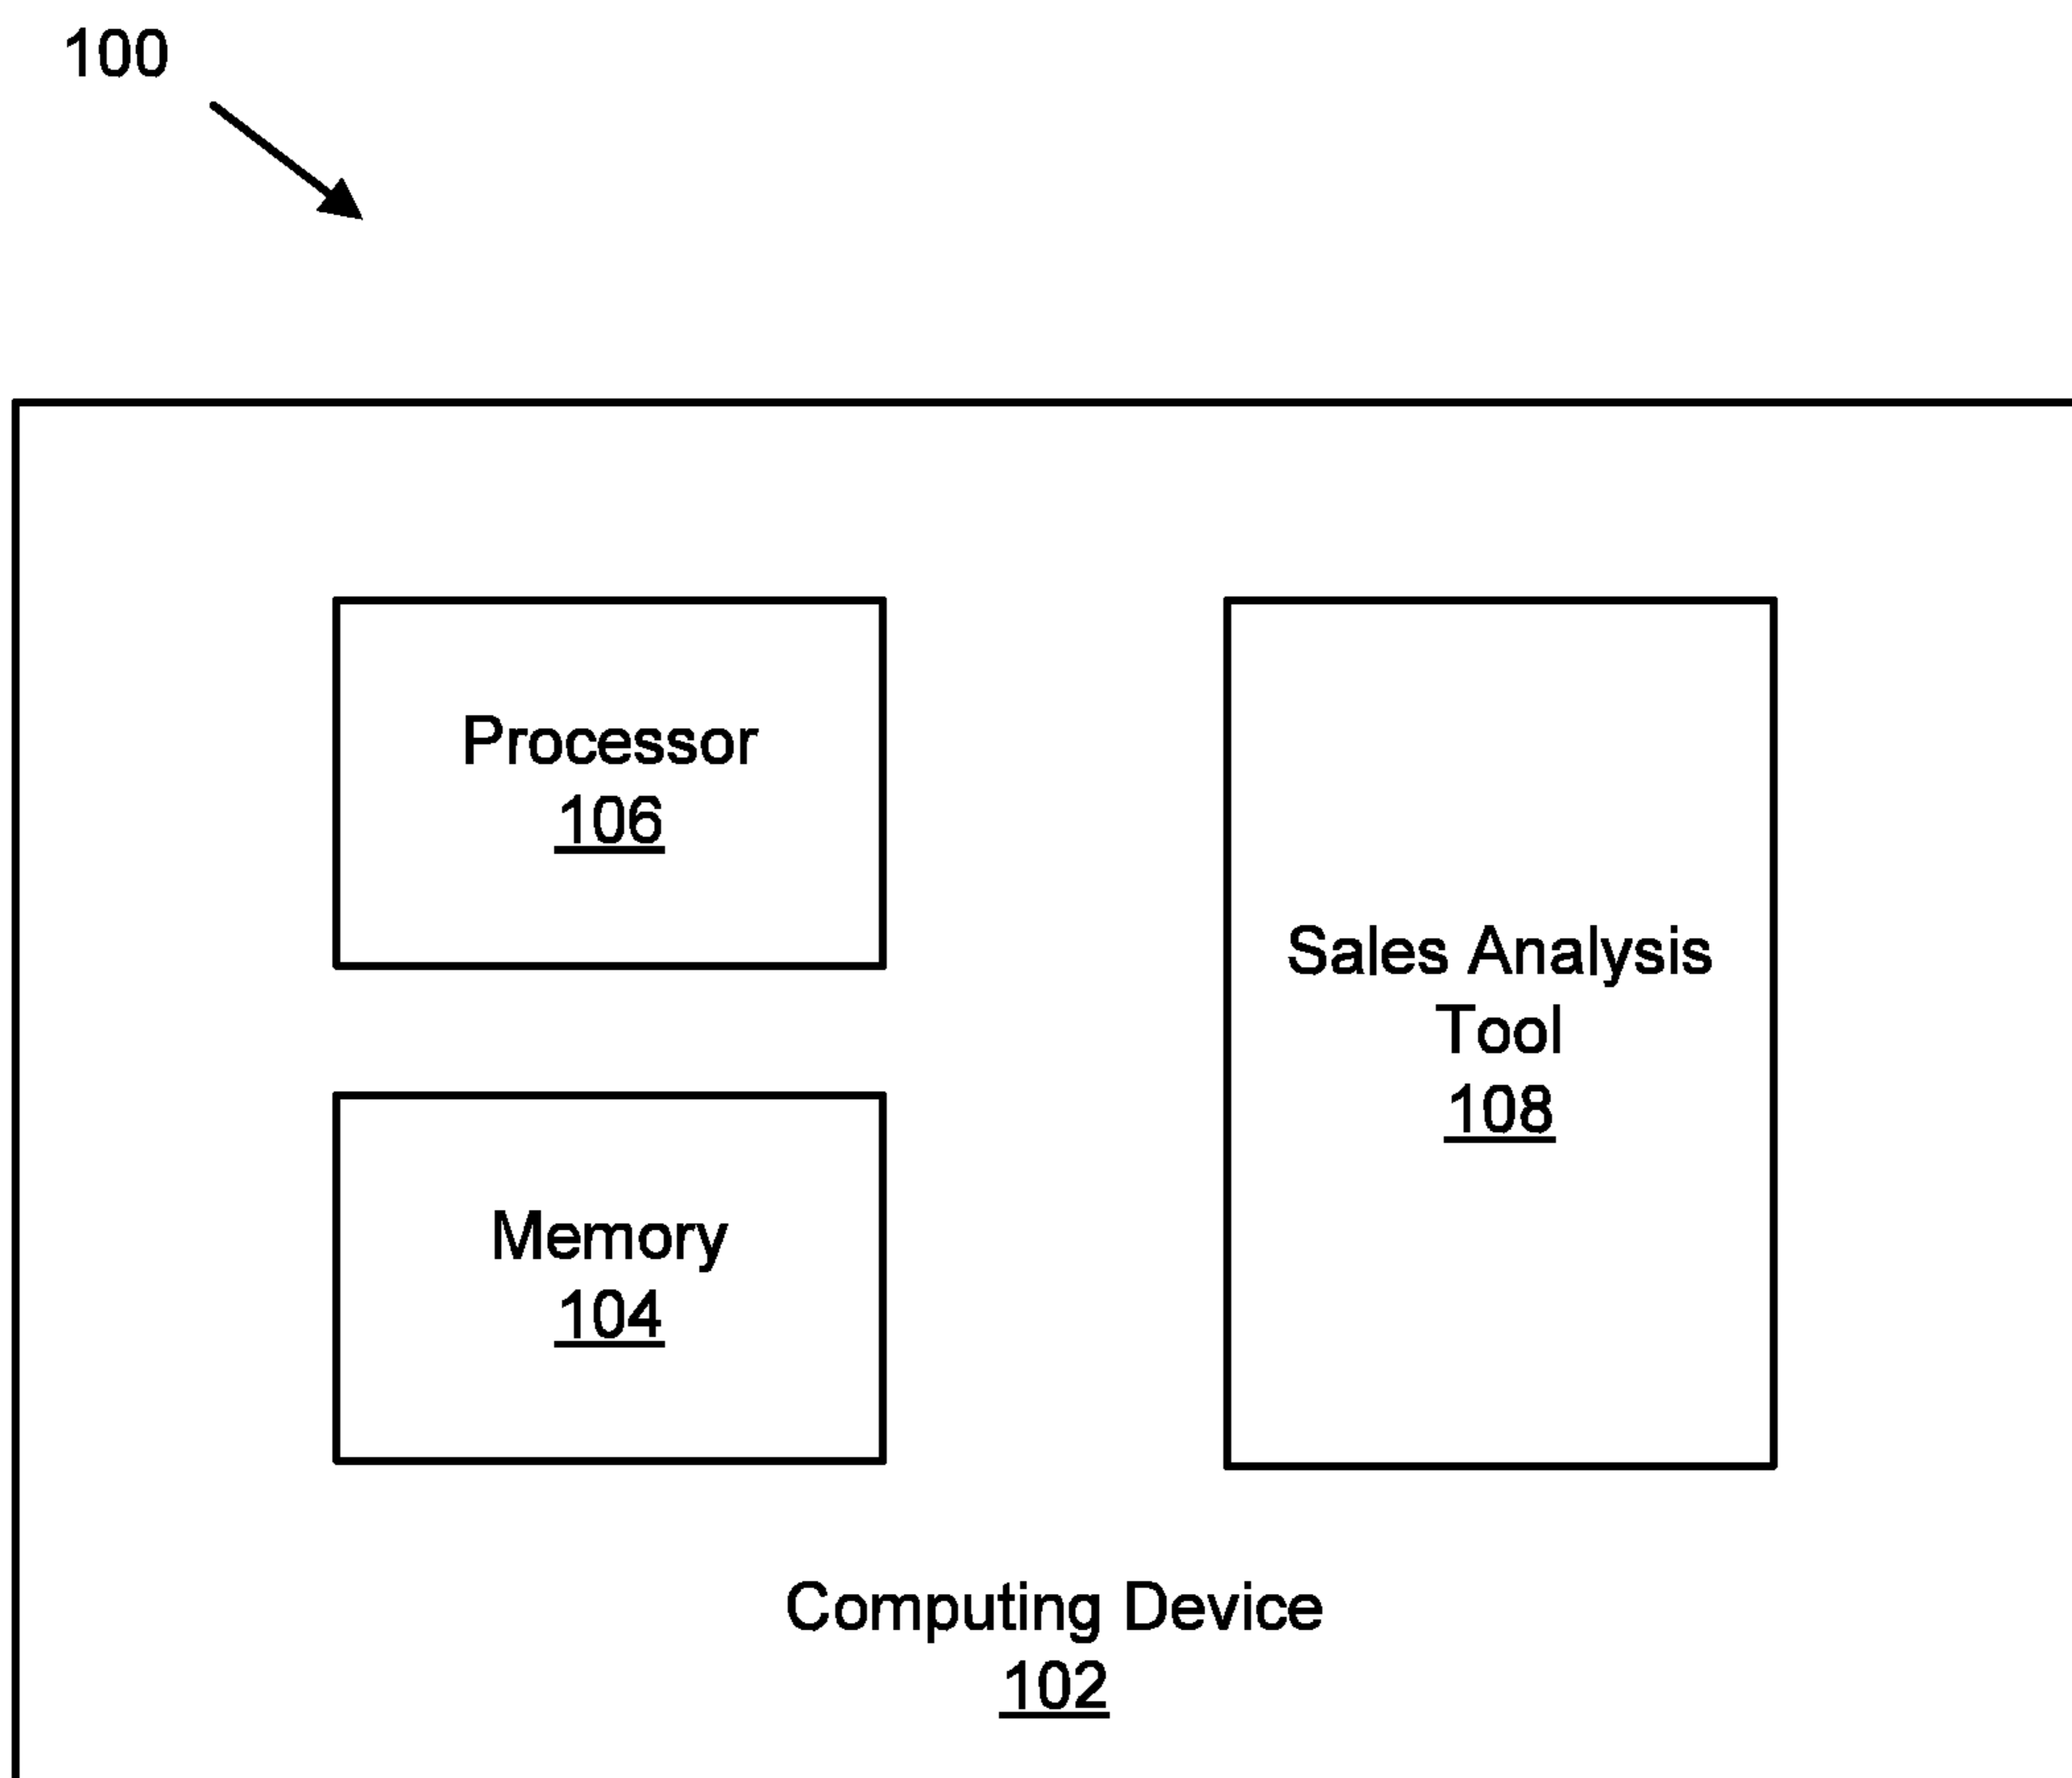 100
Processor
106
Sales Analysis
Tool
108
Memory
104
Computing Device
102